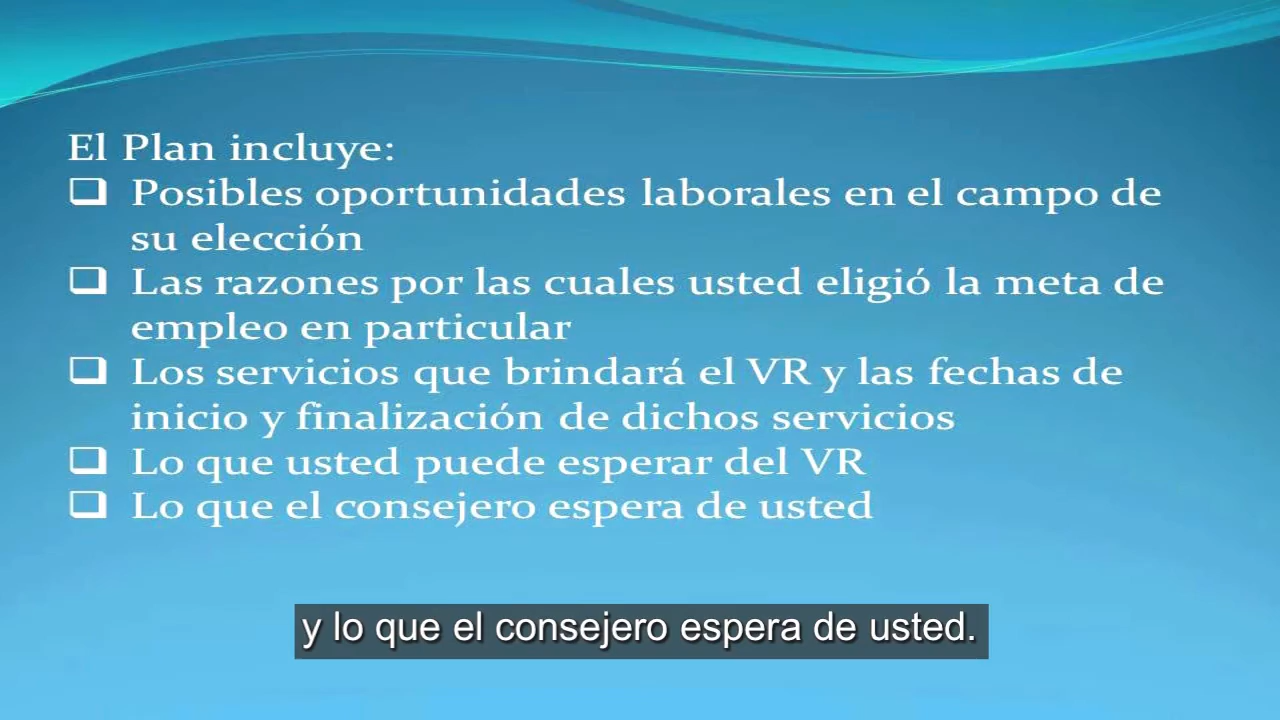 El Plan incluye:
❑ Posibles oportunidades laborales en el campo de
su elección
❑ Las razones por las cuales usted eligió la meta de
empleo en particular
❑ Los servicios que brindará el VR y las fechas de
inicio y finalización de dichos servicios
❑ Lo que usted puede esperar del VR
❑ Lo que el consejero espera de usted
y lo que el consejero espera de usted.